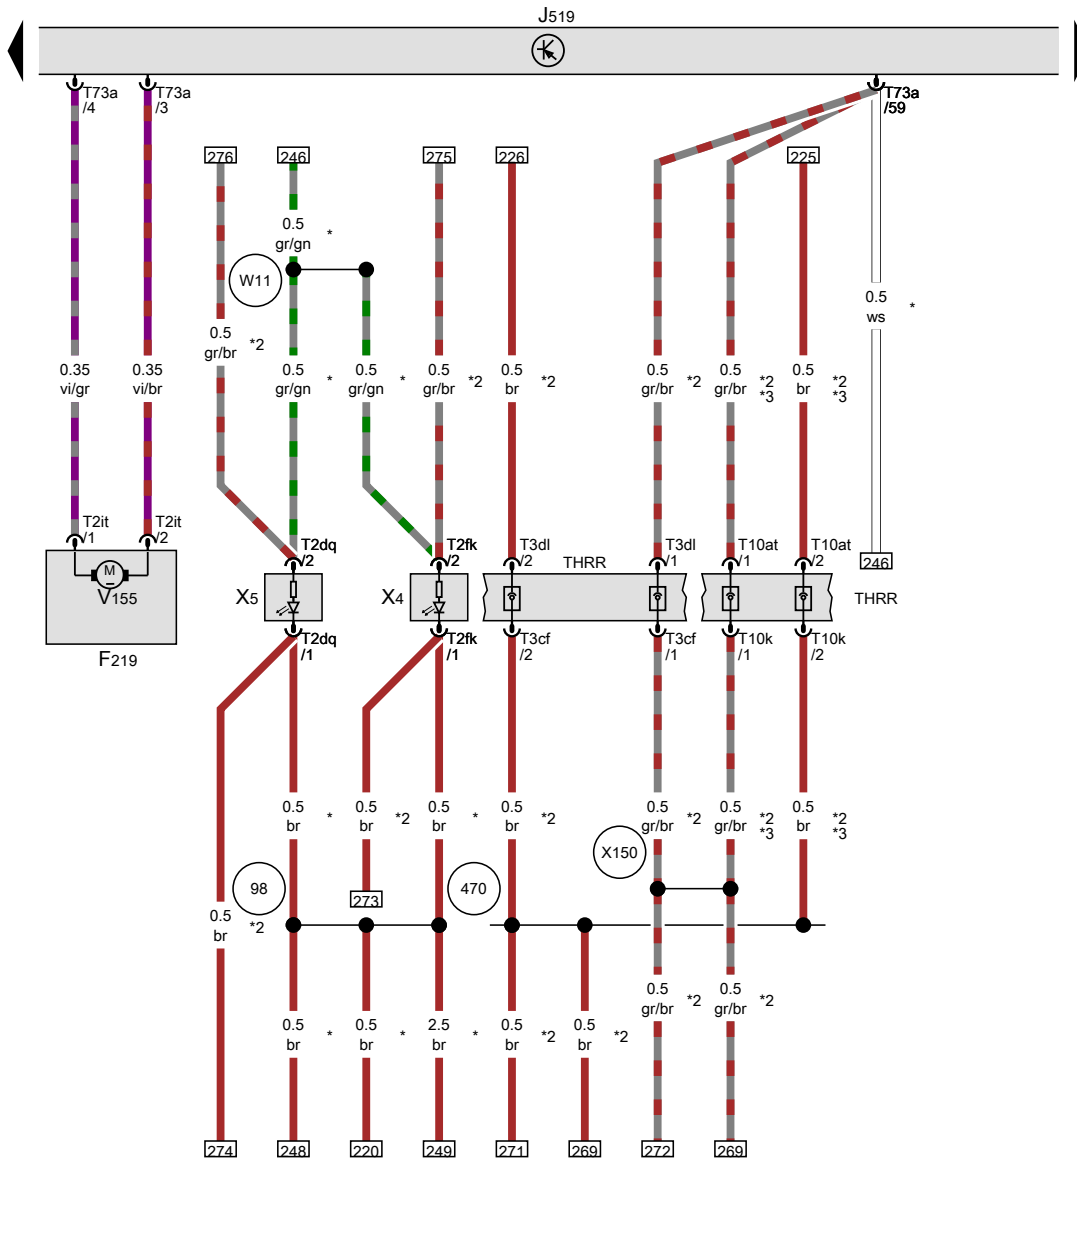 J519
T73a
/4
T73a
/3
T73a
/59
276
246
275
226
225
0.5
gr/gn
*
W11
0.5
ws
*
0.5
gr/br
*2
0.35
vi/gr
0.35
vi/br
0.5
gr/gn
*
0.5
gr/gn
*
0.5
gr/br
*2
0.5
br
*2
0.5
gr/br
*2
0.5
gr/br
*2
*3
0.5
br
*2
*3
T2it
/1
T2it
/2
T2dq
/2
T2fk
/2
T3dl
/2
THRR
T3dl
/1
T10at
/1
T10at
/2
246
M
V155
X5
X4
THRR
F219
T2dq
/1
T2fk
/1
T3cf
/2
T3cf
/1
T10k
/1
T10k
/2
0.5
br
*
0.5
br
*2
0.5
br
*
0.5
br
*2
0.5
gr/br
*2
0.5
gr/br
*2
*3
0.5
br
*2
*3
X150
98
273
470
0.5
br
*2
0.5
gr/br
*2
0.5
gr/br
*2
0.5
br
*
0.5
br
*
2.5
br
*
0.5
br
*2
0.5
br
*2
274
248
220
249
271
269
272
269